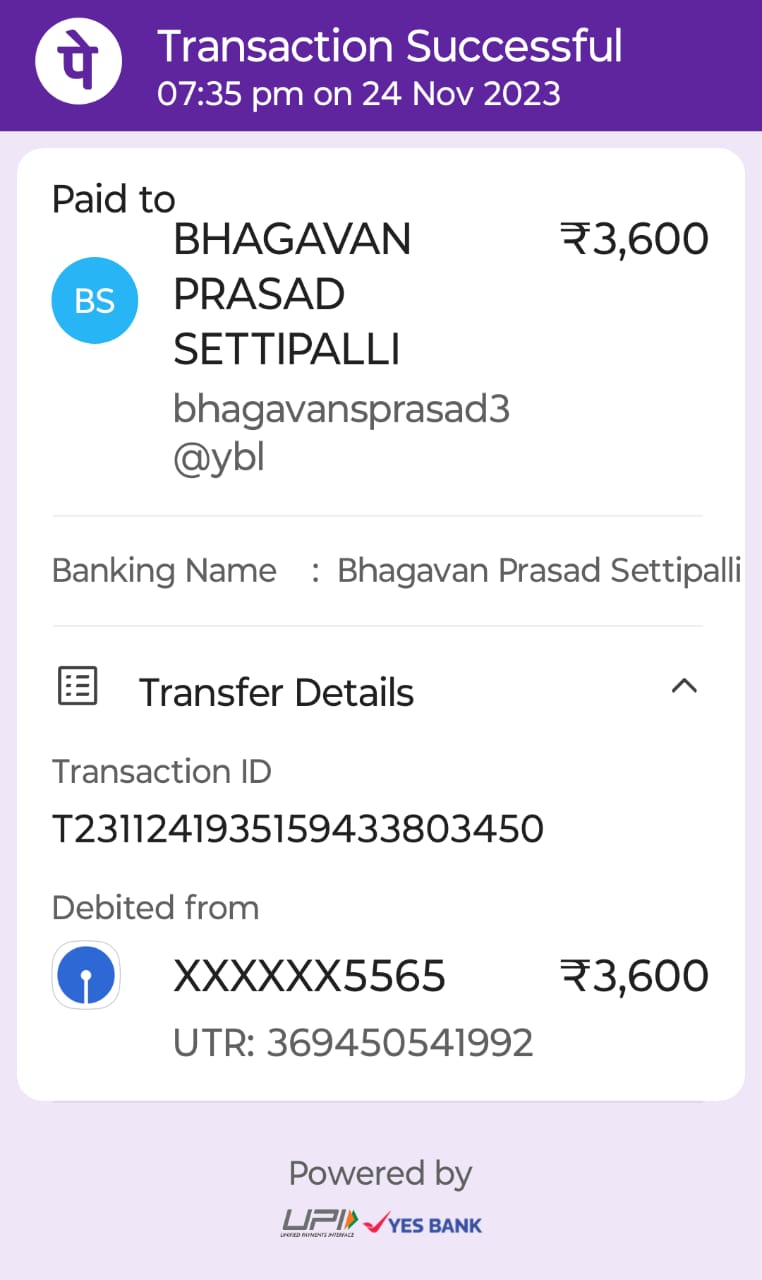 पे
Transaction Successful
07:35 pm on 24 Nov 2023
Paid to
BS
BHAGAVAN
PRASAD
SETTIPALLI
₹3,600
bhagavansprasad3
@ybl
Banking Name : Bhagavan Prasad Settipalli
Transfer Details
Transaction ID
T2311241935159433803450
Debited from
XXXXXX5565 ₹3,600
UTR: 369450541992
Powered by
UPI YES BANK
UNIFIED PAYMENTS INTERFACE